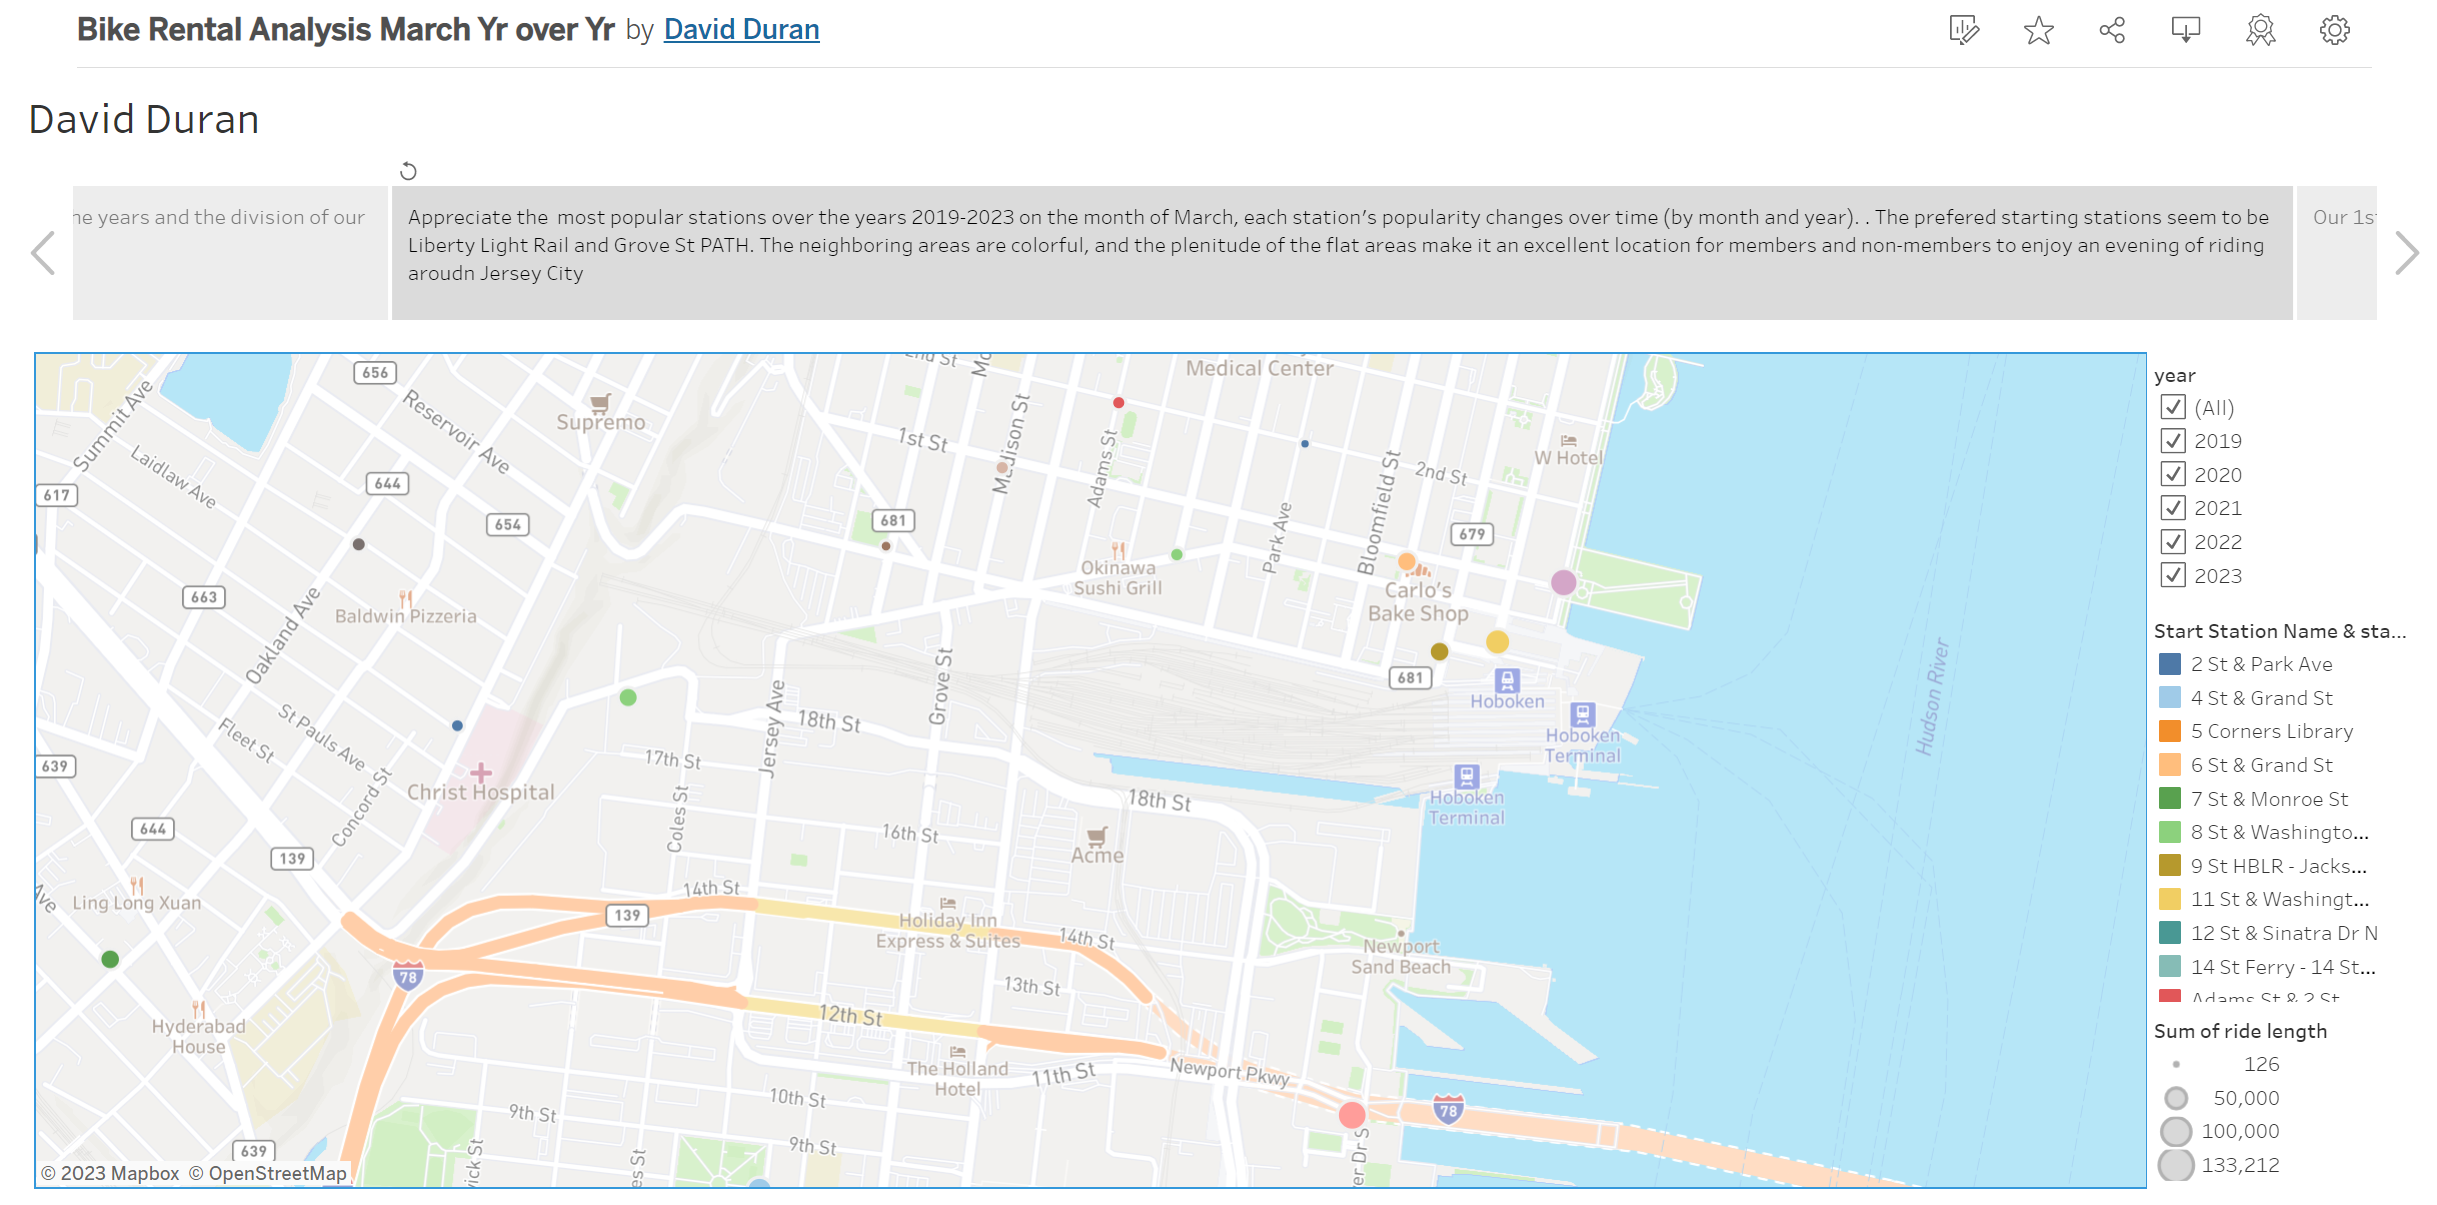 Bike Rental Analysis March Yr over Yr by David Duran
David Duran
ne years and the division of our
Appreciate the  most popular stations over the years 2019-2023 on the month of March, each station's popularity changes over time (by month and year). . The prefered starting stations seem to be
Liberty Light Rail and Grove St PATH. The neighboring areas are colorful, and the plenitude of the flat areas make it an excellent location for members and non-members to enjoy an evening of riding
aroudn Jersey City
Our 1st
2nd St
Medical Center
656
Reservoir Ave
Supremo
Summit Ave
Laidlaw Ave
644
617
654
1st St
Madison St
Adams St
681
2nd St
W Hotel
Bloomfield St
Park Ave
679
Okinawa
Sushi Grill
Carlo's
Bake Shop
663
Baldwin Pizzeria
Oakland Ave
681
Hoboken
Hoboken
Terminal
Hoboken
Terminal
Hudson River
Grove St
Jersey Ave
18th St
St Pauls Ave
Fleet St
639
17th St
Christ Hospital
Concord St
Coles St
18th St
16th St
Acme
644
139
Ave
Ling Long Xuan
14th St
139
Holiday Inn
Express & Suites
14th St
Newport
Sand Beach
78
13th St
12th St
Hyderabad
House
The Holland
Hotel
11th St
Newport Pkwy
10th St
9th St
9th St
78
639
© 2023 Mapbox © OpenStreetMap
year
(All)
2019
2020
2021
2022
2023
Start Station Name & sta...
2 St & Park Ave
4 St & Grand St
5 Corners Library
6 St & Grand St
7 St & Monroe St
8 St & Washingto...
9 St HBLR - Jacks...
11 St & Washingt...
12 St & Sinatra Dr N
14 St Ferry - 14 St...
Adams St & 2 St
Sum of ride length
126
50,000
100,000
133,212